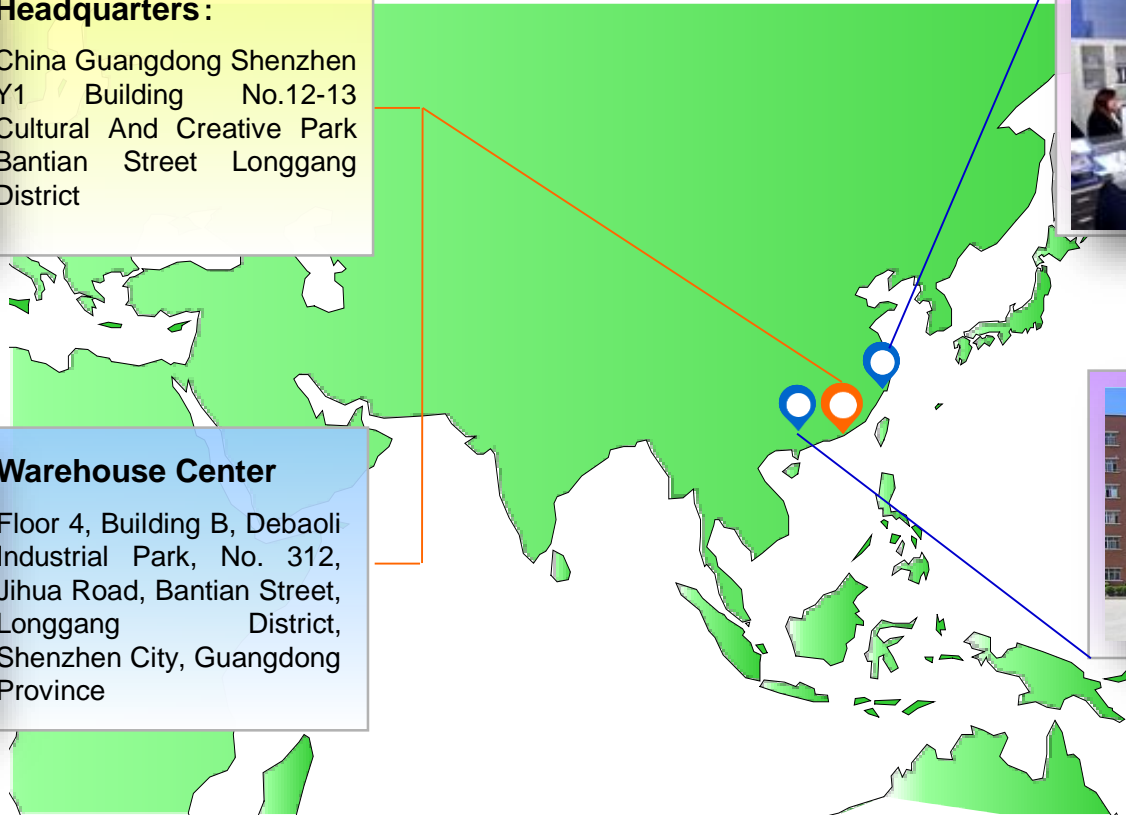 Headquarters：
China Guangdong Shenzhen
Y1 Building No.12-13
Cultural And Creative Park
Bantian Street Longgang
District
Warehouse Center
Floor 4, Building B, Debaoli
Industrial Park, No. 312,
Jihua Road, Bantian Street,
Longgang District,
Shenzhen City, Guangdong
Province